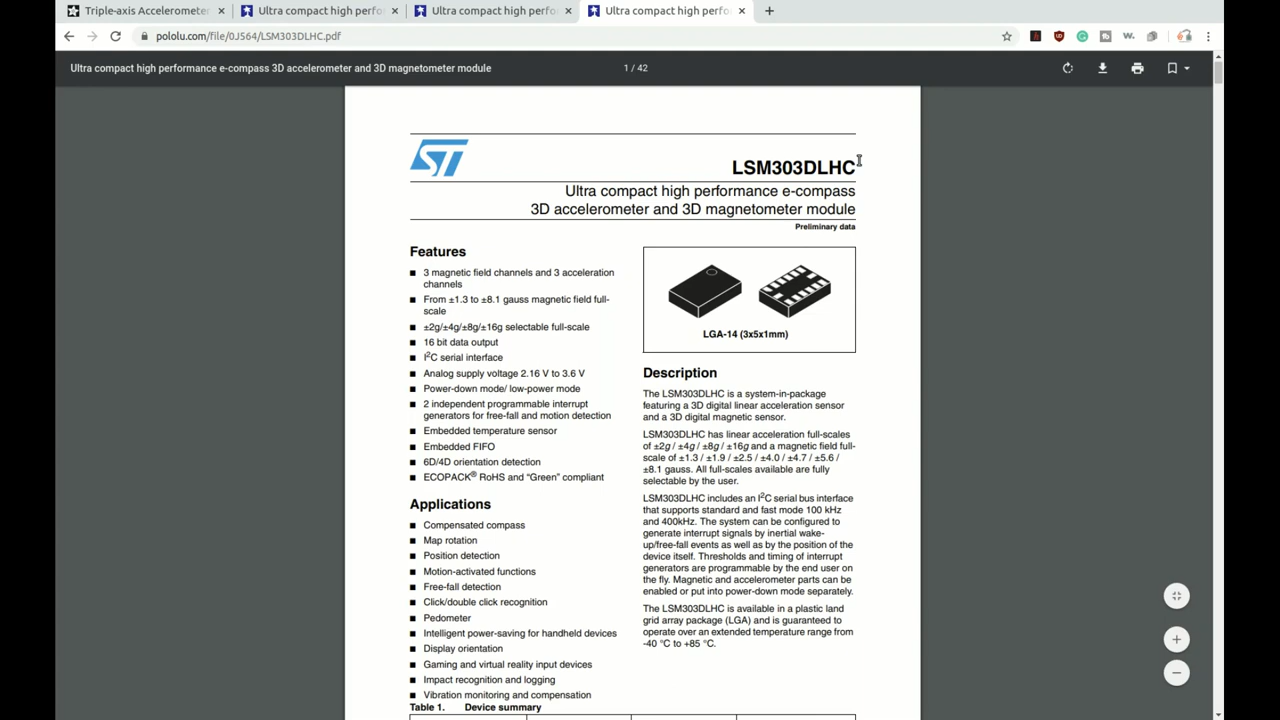 Triple-axis Accelerometer
Ultra compact high perfo
Ultra compact high perfo
Ultra compact high perfo
pololu.com/file/0J564/LSM303DLHC.pdf
Ultra compact high performance e-compass 3D accelerometer and 3D magnetometer module
1 / 42
ST
LSM303DLHC
Ultra compact high performance e-compass
3D accelerometer and 3D magnetometer module
Preliminary data
Features
■ 3 magnetic field channels and 3 acceleration
channels
■ From ±1.3 to ±8.1 gauss magnetic field full-
scale
■ ±2g/±4g/±8g/±16g selectable full-scale
■ 16 bit data output
■ I²C serial interface
■ Analog supply voltage 2.16 V to 3.6 V
■ Power-down mode/ low-power mode
■ 2 independent programmable interrupt
generators for free-fall and motion detection
■ Embedded temperature sensor
■ Embedded FIFO
■ 6D/4D orientation detection
■ ECOPACK® RoHS and “Green” compliant
Applications
■ Compensated compass
■ Map rotation
■ Position detection
■ Motion-activated functions
■ Free-fall detection
■ Click/double click recognition
■ Pedometer
■ Intelligent power-saving for handheld devices
■ Display orientation
■ Gaming and virtual reality input devices
■ Impact recognition and logging
■ Vibration monitoring and compensation
LGA-14 (3x5x1mm)
Description
The LSM303DLHC is a system-in-package
featuring a 3D digital linear acceleration sensor
and a 3D digital magnetic sensor.
LSM303DLHC has linear acceleration full-scales
of ±2g / ±4g / ±8g / ±16g and a magnetic field full-
scale of ±1.3 / ±1.9 / ±2.5 / ±4.0 / ±4.7 / ±5.6 /
±8.1 gauss. All full-scales available are fully
selectable by the user.
LSM303DLHC includes an I²C serial bus interface
that supports standard and fast mode 100 kHz
and 400kHz. The system can be configured to
generate interrupt signals by inertial wake-
up/free-fall events as well as by the position of the
device itself. Thresholds and timing of interrupt
generators are programmable by the end user on
the fly. Magnetic and accelerometer parts can be
enabled or put into power-down mode separately.
The LSM303DLHC is available in a plastic land
grid array package (LGA) and is guaranteed to
operate over an extended temperature range from
-40 °C to +85 °C.
Table 1. Device summary